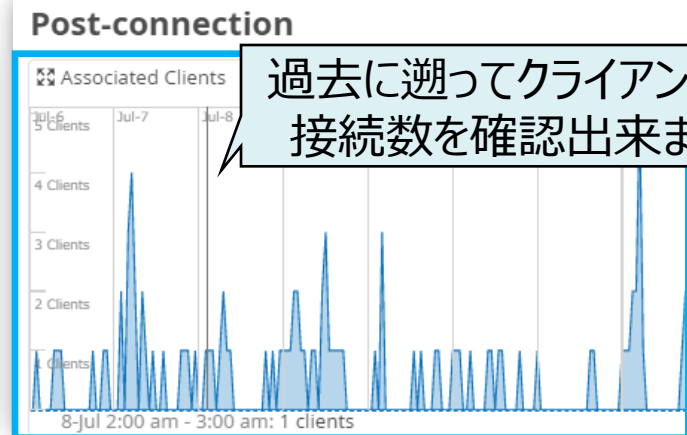 Post-connection
Associated Clients
過去に遡ってクライアン
接続数を確認出来ま
Jul-6
Jul-7
Jul-8
5 Clients
4 Clients
3 Clients
2 Clients
1 Clients
8-Jul 2:00 am - 3:00 am: 1 clients